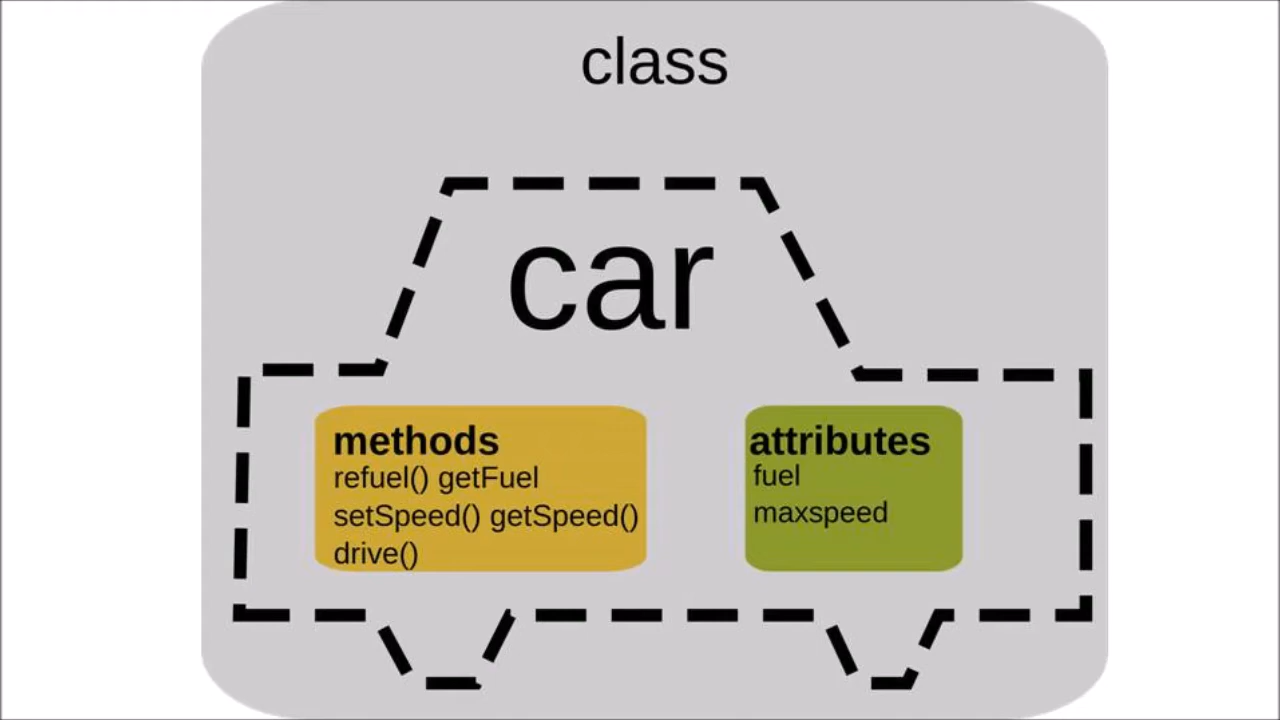 class
car
methods
refuel() getFuel
setSpeed() getSpeed()
drive()
attributes
fuel
maxspeed